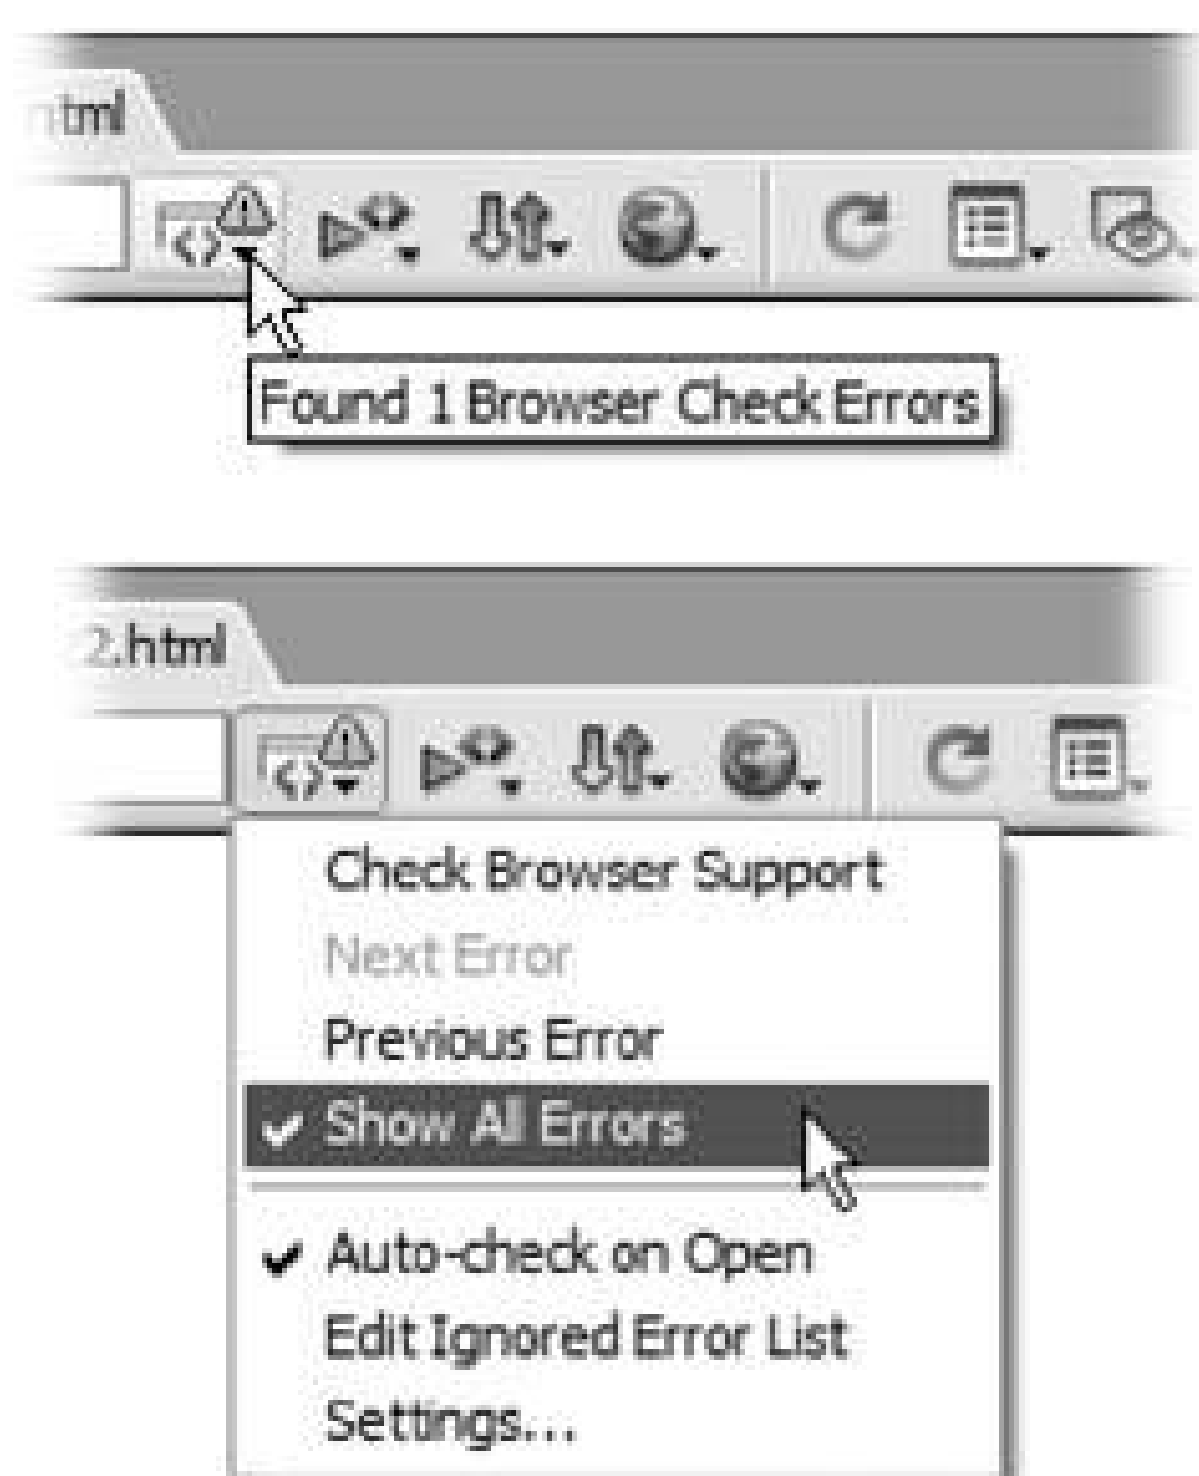 html
Found 1 Browser Check Errors
2.html
Check Browser Support
Next Error
Previous Error
Show All Errors
Auto-check on Open
Edit Ignored Error List
Settings...